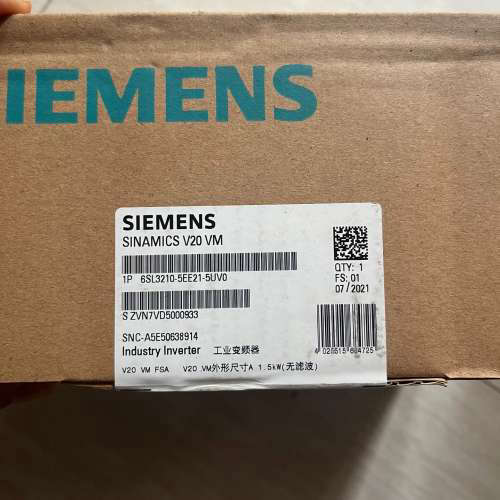 SIEMENS
SIEMENS
SINAMICS V20 VM
1P 6SL3210-5EE21-5UV0
S ZVN7VD5000933
QTY: 1
FS: 01
07/2021
SNC-A5E50638914
Industry Inverter 工业变频器
V20 VM FSA V20 VM外形尺寸A 1.5kW(无滤波)